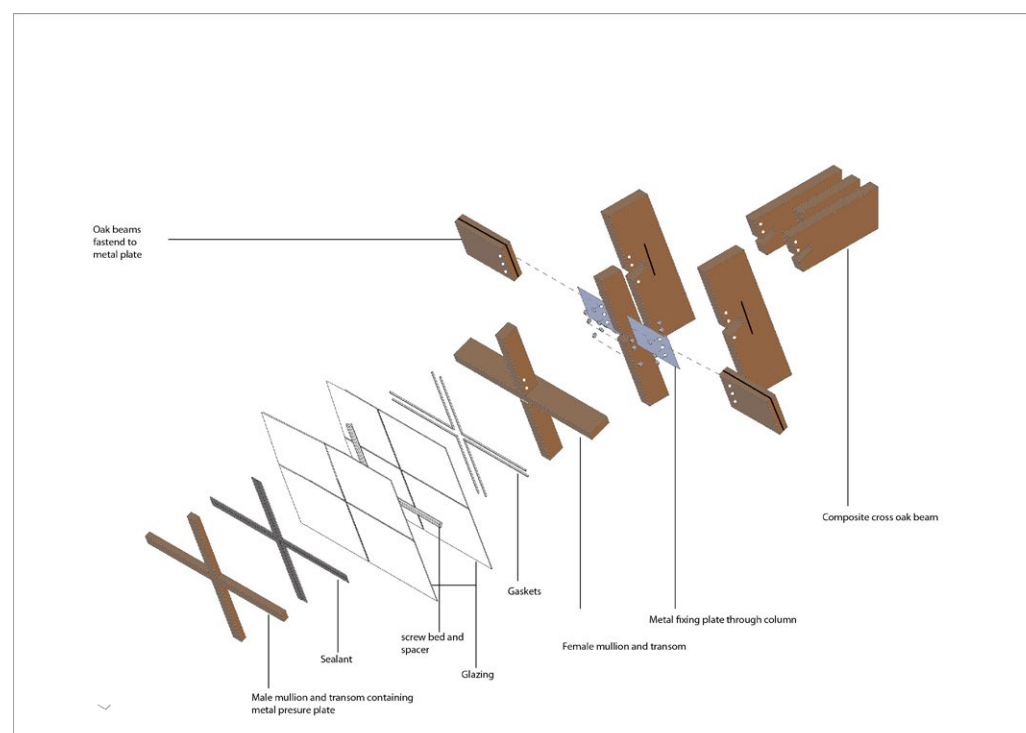 Oak beams
fastend to
metal plate
Composite cross oak beam
Gaskets
Metal fixing plate through column
screw bed and
spacer
Female mullion and transom
Sealant
Glazing
Male mullion and transom containing
metal presure plate